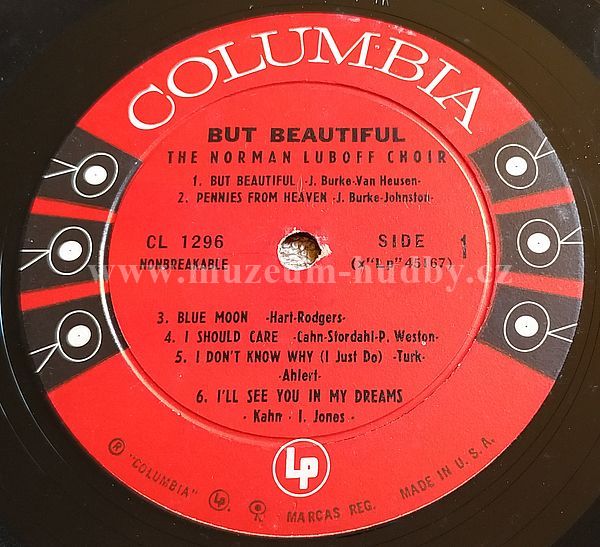 COLUMBIA
BUT BEAUTIFUL
THE NORMAN LUBOFF CHOIR
1. BUT BEAUTIFUL -J. Burke-Van Heusen-
2. PENNIES FROM HEAVEN -J. Burke-Johnston-
CL 1296 SIDE 1
NONBREAKABLE (x"Lp"45167)
www.muzeum-hudby.cz
3. BLUE MOON -Hart-Rodgers-
4. I SHOULD CARE -Cahn-Stordahl-P. Weston-
5. I DON'T KNOW WHY (I Just Do) -Turk-
-Ahlert-
6. I'LL SEE YOU IN MY DREAMS
- Kahn - I. Jones -
LP
® "COLUMBIA" MARCAS REG. MADE IN U.S.A.